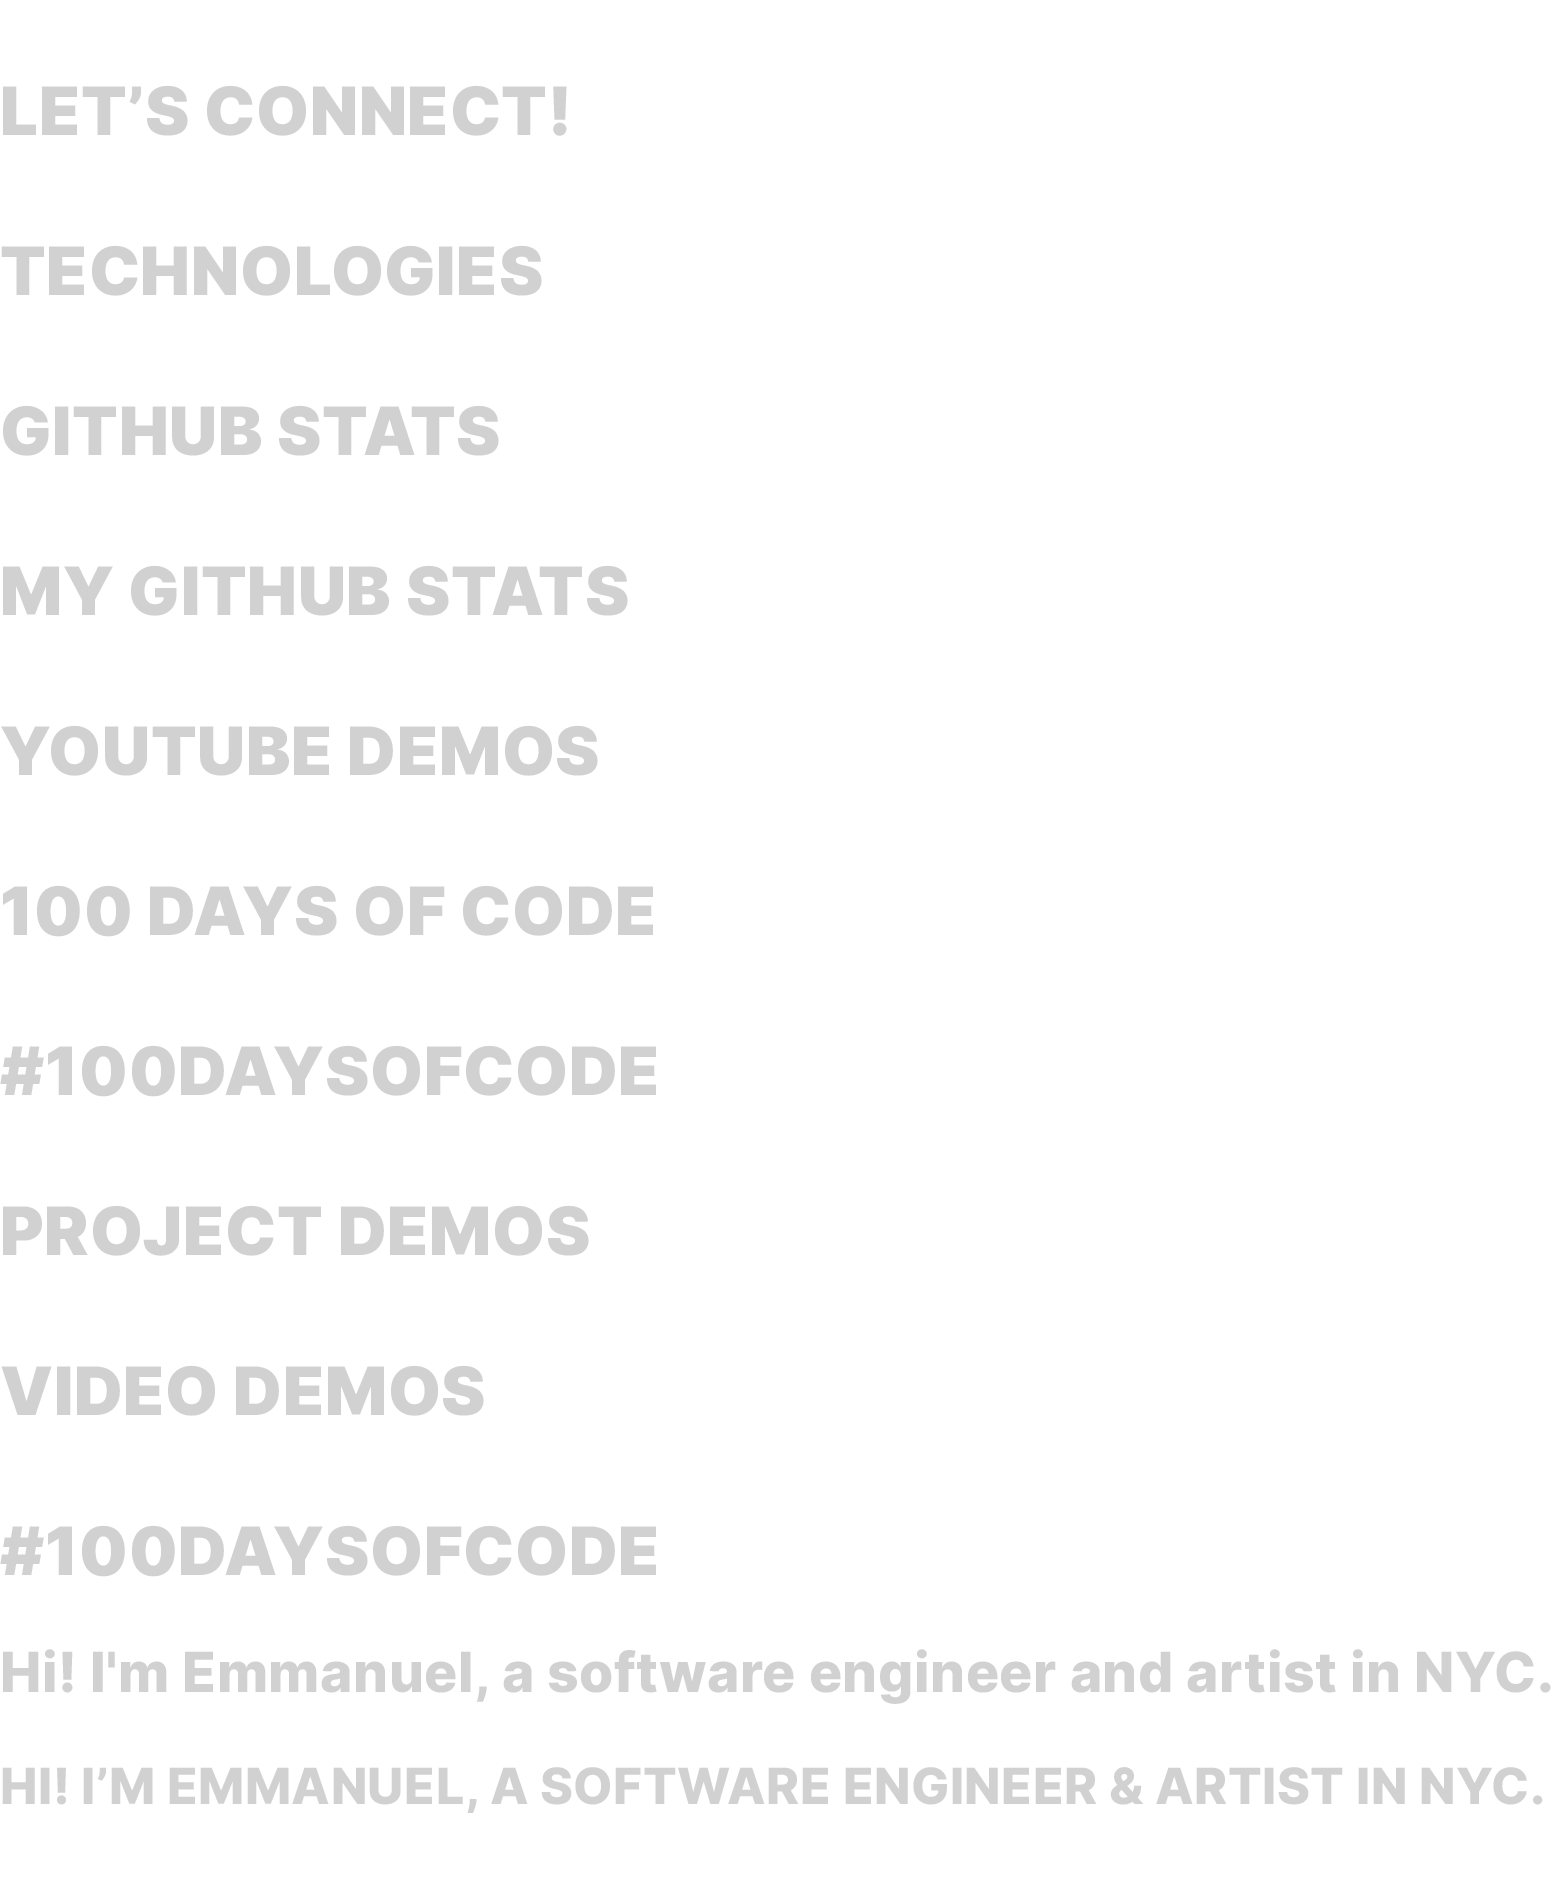 LET’S CONNECT!
TECHNOLOGIES
GITHUB STATS
MY GITHUB STATS
YOUTUBE DEMOS
100 DAYS OF CODE
#100DAYSOFCODE
PROJECT DEMOS
VIDEO DEMOS
#100DAYSOFCODE
Hi! I'm Emmanuel, a software engineer and artist in NYC.
HI! I’M EMMANUEL, A SOFTWARE ENGINEER & ARTIST IN NYC.